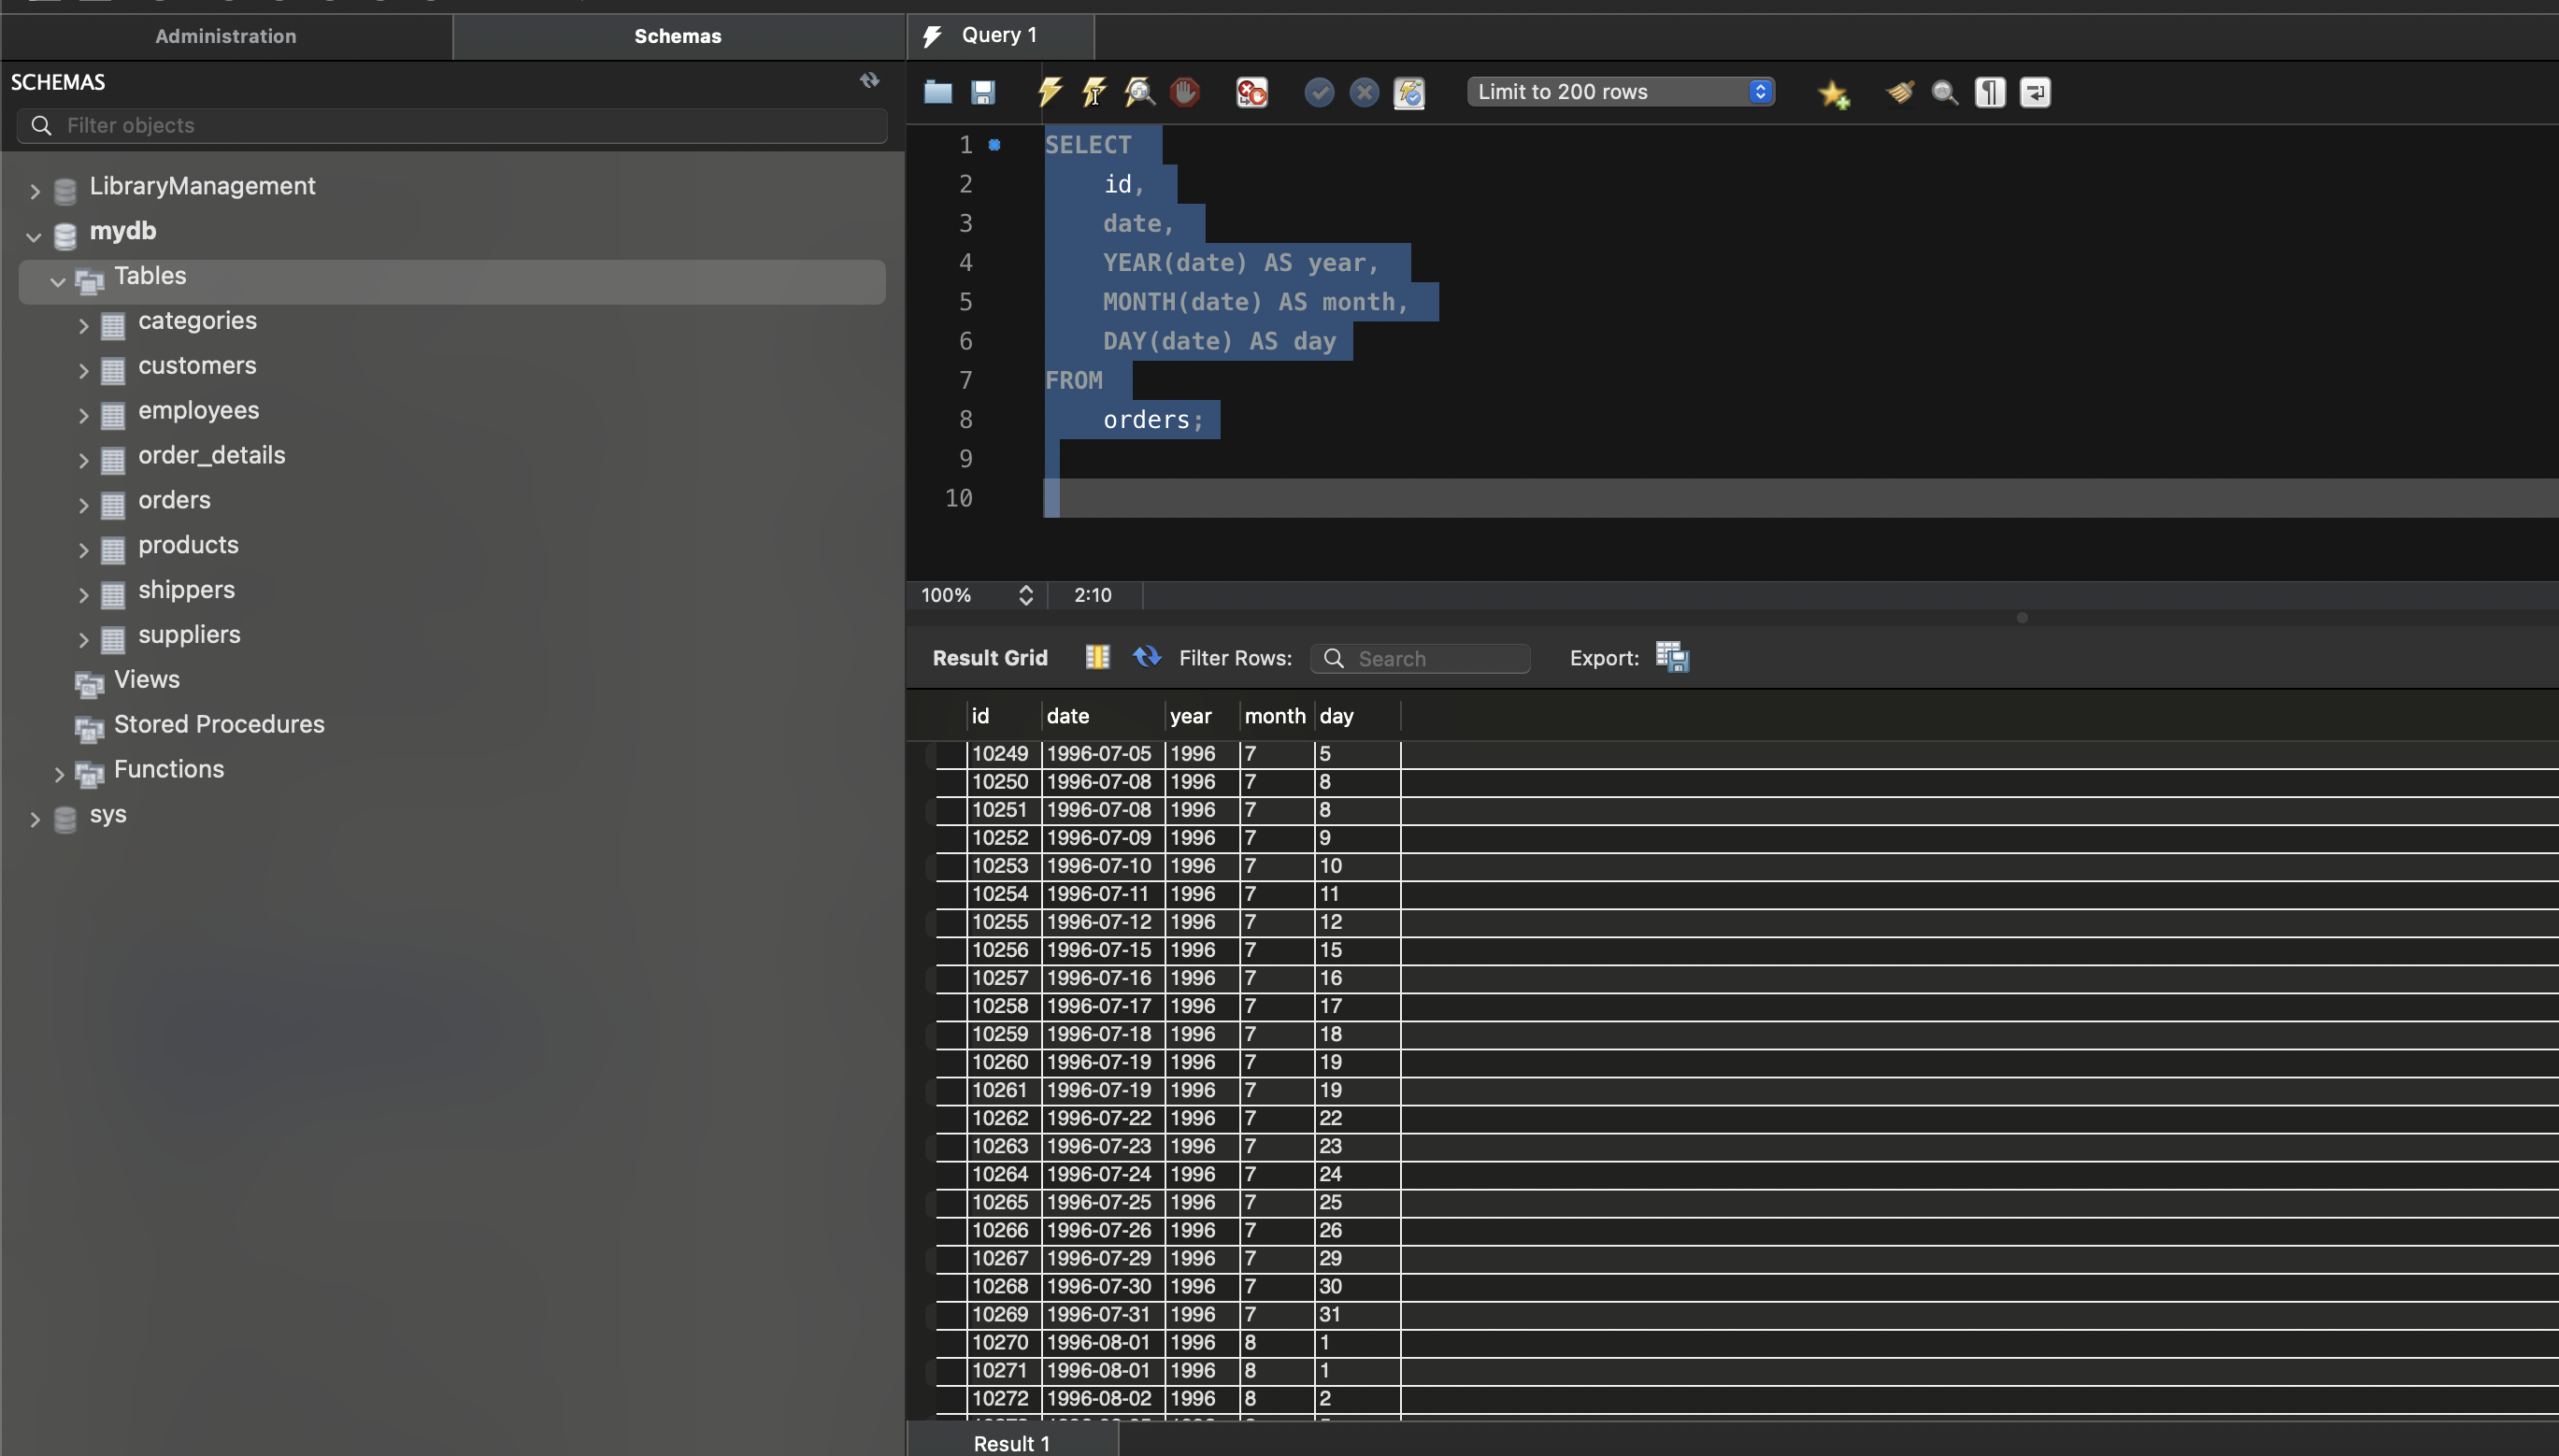 Administration
Schemas
Query 1
SCHEMAS
Filter objects
LibraryManagement
mydb
Tables
categories
customers
employees
order_details
orders
products
shippers
suppliers
Views
Stored Procedures
Functions
sys
Limit to 200 rows
1 SELECT
2 id,
3 date,
4 YEAR(date) AS year,
5 MONTH(date) AS month,
6 DAY(date) AS day
7 FROM
8 orders;
9
10
100% 2:10
Result Grid Filter Rows: Search Export:
id date year month day
10249 1996-07-05 1996 7 5
10250 1996-07-08 1996 7 8
10251 1996-07-08 1996 7 8
10252 1996-07-09 1996 7 9
10253 1996-07-10 1996 7 10
10254 1996-07-11 1996 7 11
10255 1996-07-12 1996 7 12
10256 1996-07-15 1996 7 15
10257 1996-07-16 1996 7 16
10258 1996-07-17 1996 7 17
10259 1996-07-18 1996 7 18
10260 1996-07-19 1996 7 19
10261 1996-07-19 1996 7 19
10262 1996-07-22 1996 7 22
10263 1996-07-23 1996 7 23
10264 1996-07-24 1996 7 24
10265 1996-07-25 1996 7 25
10266 1996-07-26 1996 7 26
10267 1996-07-29 1996 7 29
10268 1996-07-30 1996 7 30
10269 1996-07-31 1996 7 31
10270 1996-08-01 1996 8 1
10271 1996-08-01 1996 8 1
10272 1996-08-02 1996 8 2
Result 1